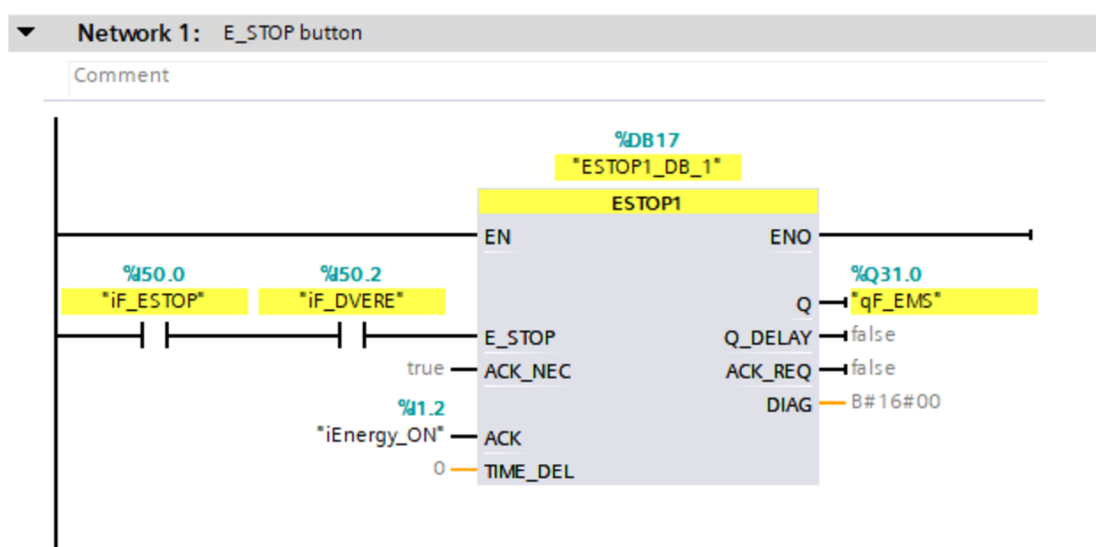 Network 1: E_STOP button
Comment
%DB17
"ESTOP1_DB_1"
ESTOP1
EN ENO
%I50.0 %I50.2 %Q31.0
"iF_ESTOP" "iF_DVERE" Q "qF_EMS"
E_STOP Q_DELAY false
true ACK_NEC ACK_REQ false
%I1.2 DIAG B#16#00
"iEnergy_ON" ACK
0 TIME_DEL